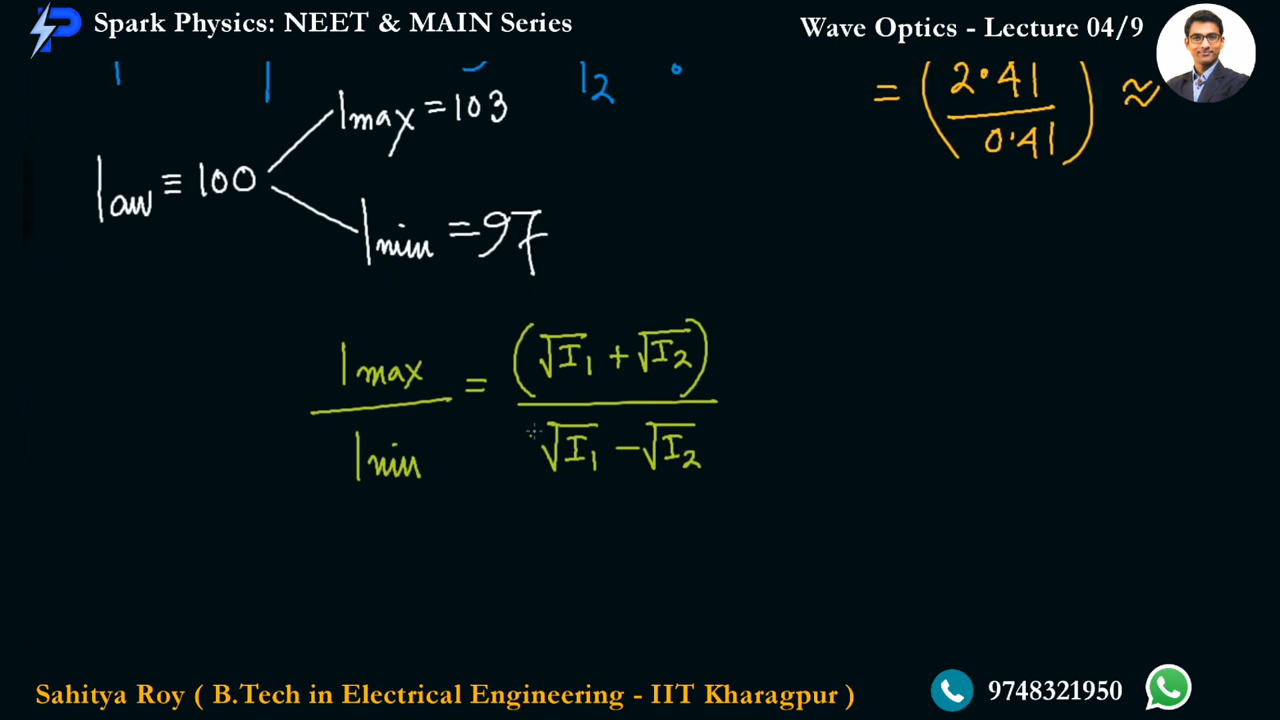 Spark Physics: NEET & MAIN Series
Wave Optics - Lecture 04/9
I2
= (2.41 / 0.41) ≈
Imax = 103
Iav ≡ 100
Imin = 97
Imax / Imin = (√I1 + √I2) / √I1 − √I2
Sahitya Roy ( B.Tech in Electrical Engineering - IIT Kharagpur )
9748321950